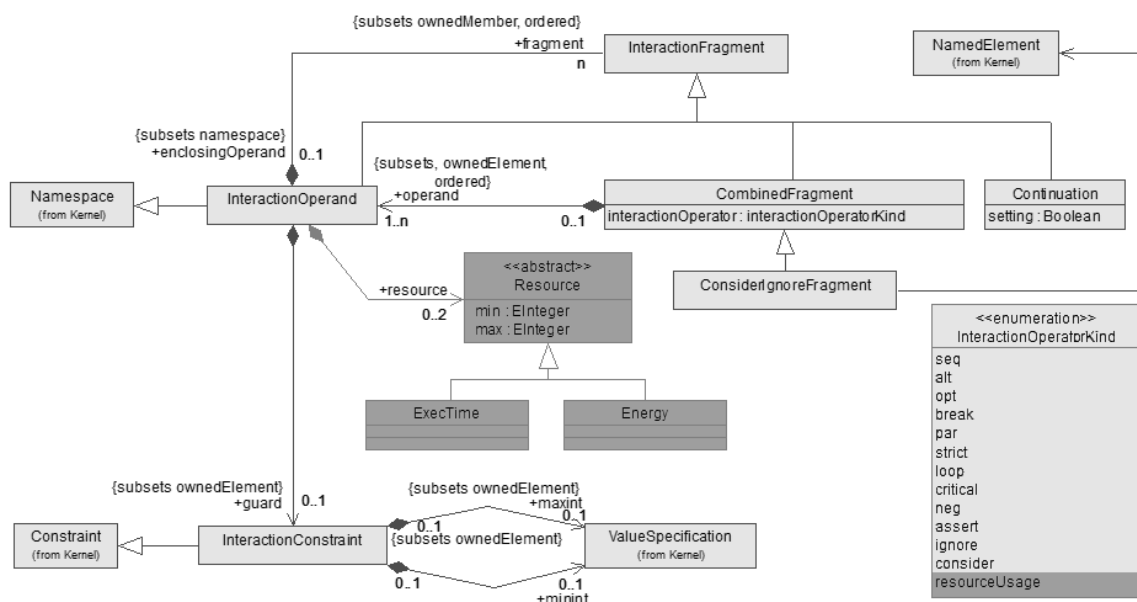 {subsets ownedMember, ordered}
+fragment
n
InteractionFragment
NamedElement
(from Kernel)
{subsets namespace}
+enclosingOperand
0..1
{subsets, ownedElement,
ordered}
+operand
1..n
0..1
Namespace
(from Kernel)
InteractionOperand
CombinedFragment
interactionOperator : interactionOperatorKind
Continuation
setting : Boolean
+resource
0..2
<<abstract>>
Resource
min : EInteger
max : EInteger
ConsiderIgnoreFragment
ExecTime
Energy
<<enumeration>>
InteractionOperatorKind
seq
alt
opt
break
par
strict
loop
critical
neg
assert
ignore
consider
resourceUsage
{subsets ownedElement}
+guard
0..1
{subsets ownedElement}
+maxint
0..1
0..1
Constraint
(from Kernel)
InteractionConstraint
{subsets ownedElement}
ValueSpecification
(from Kernel)
0..1
0..1
+minint